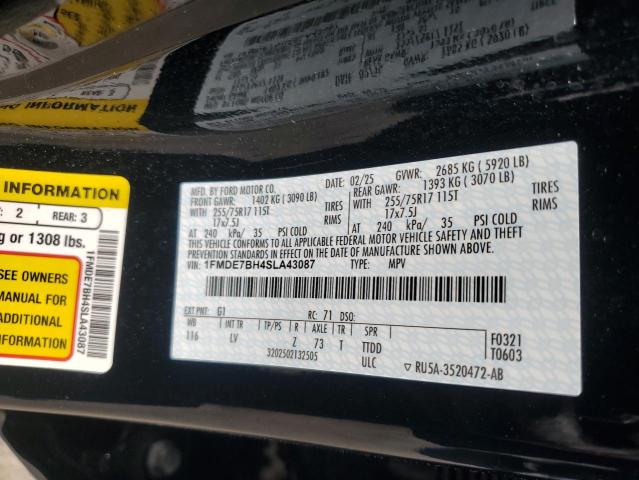 INFORMATION
2 REAR: 3
g or 1308 lbs.
SEE OWNERS
MANUAL FOR
ADDITIONAL
INFORMATION
1FMDE7BH4SLA43087
INFORMATION
MFD. BY FORD MOTOR CO.
DATE: 02/25 GVWR: 2685 KG ( 5920 LB)
FRONT GAWR: 1402 KG ( 3090 LB) REAR GAWR: 1393 KG ( 3070 LB)
WITH 255/75R17 115T TIRES WITH 255/75R17 115T TIRES
17x7.5J 17x7.5J
AT 240 kPa/ 35 PSI COLD AT 240 kPa/ 35 PSI COLD
THIS VEHICLE CONFORMS TO ALL APPLICABLE FEDERAL MOTOR VEHICLE SAFETY AND THEFT
PREVENTION STANDARDS IN EFFECT ON THE DATE OF MANUFACTURE SHOWN ABOVE.
VIN: 1FMDE7BH4SLA43087 TYPE: MPV
EXT PNT: G1 RC: 71 DSO:
WB INT TR TP/PS R AXLE TR SPR
116 LV Z 73 T TTDD
3202502132505 ULC
F0321
T0603
RU5A-3520472-AB